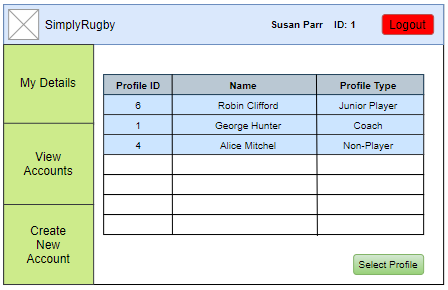 SimplyRugby
Susan Parr ID: 1
Logout
My Details
View
Accounts
Create
New
Account
Profile ID Name Profile Type
6 Robin Clifford Junior Player
1 George Hunter Coach
4 Alice Mitchel Non-Player
Select Profile